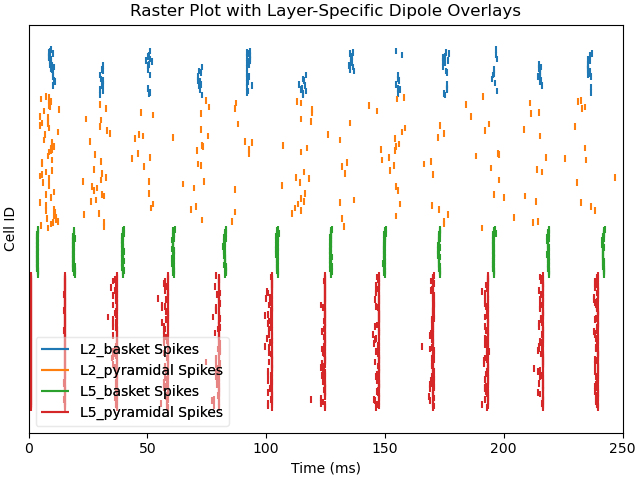 Raster Plot with Layer-Specific Dipole Overlays
Cell ID
L2_basket Spikes
L2_pyramidal Spikes
L5_basket Spikes
L5_pyramidal Spikes
0 50 100 150 200 250
Time (ms)